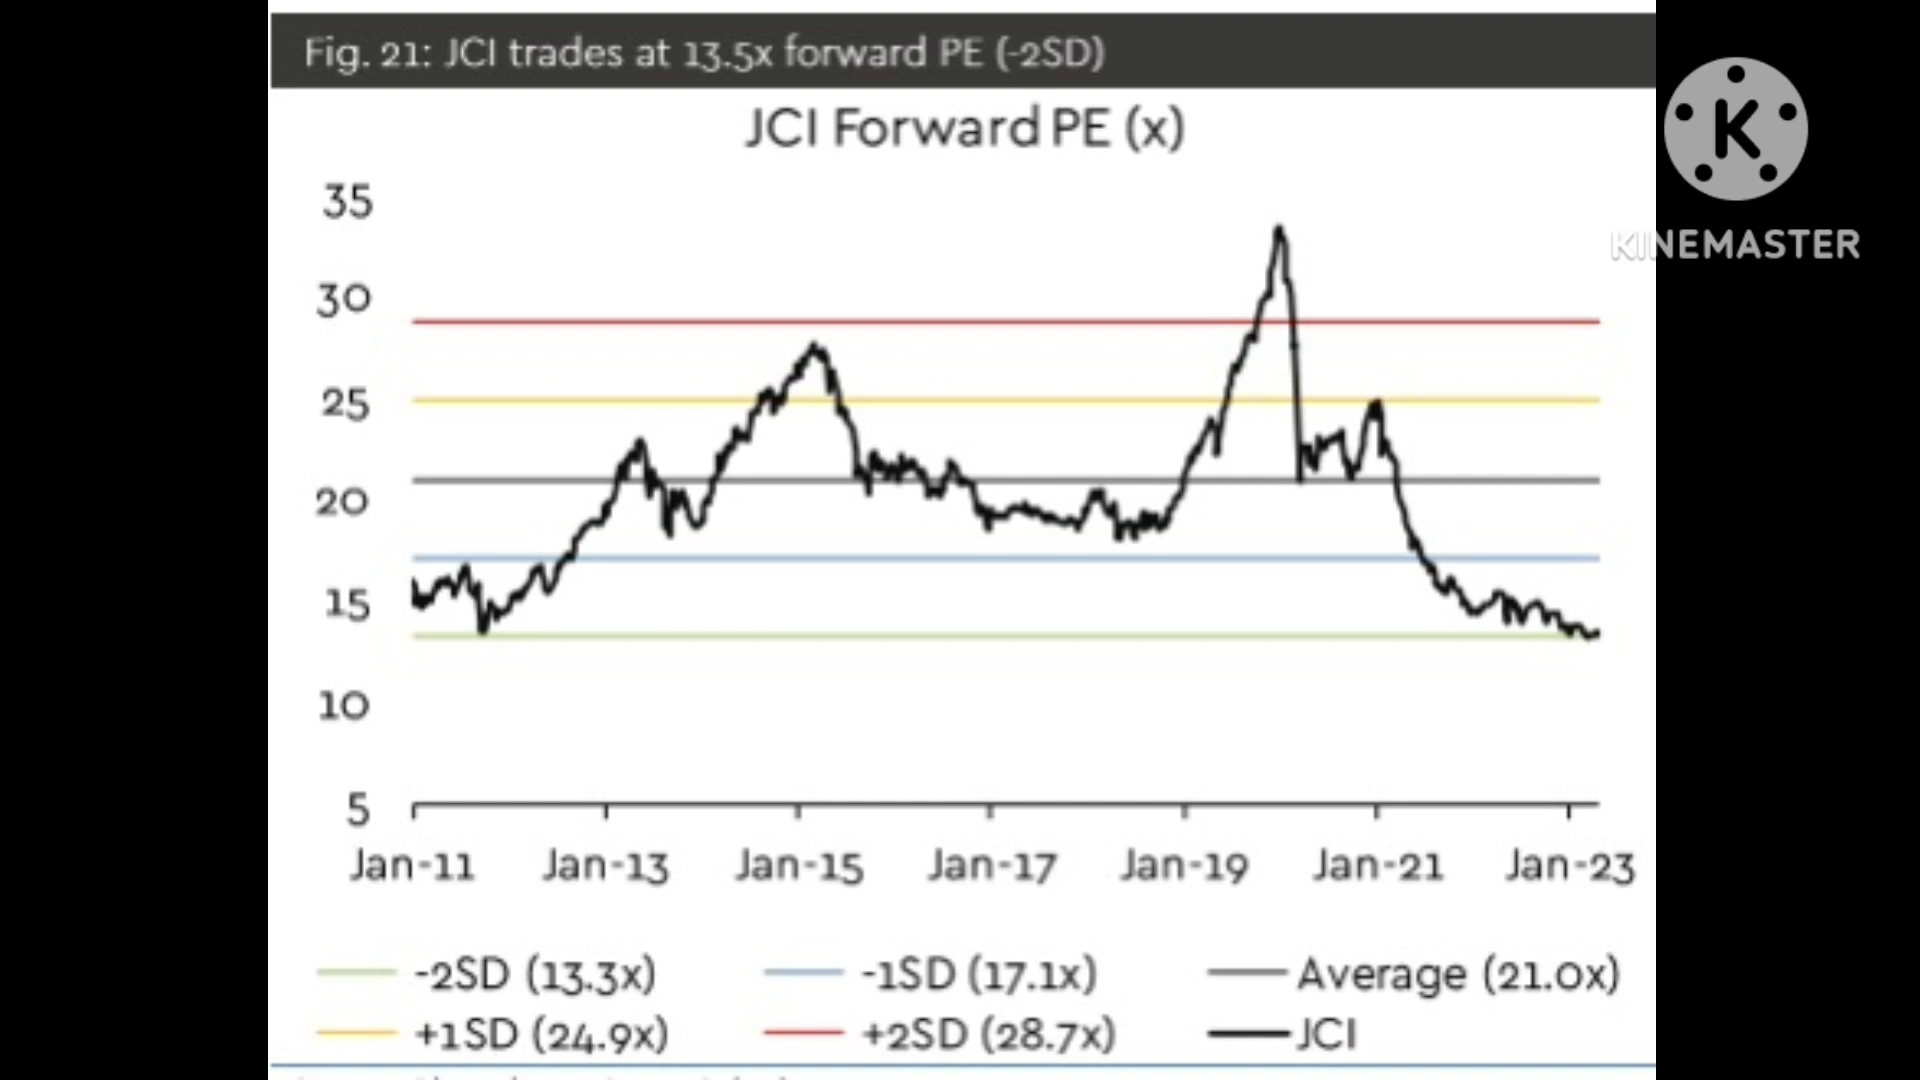 Fig. 21: JCI trades at 13.5x forward PE (-2SD)
JCI Forward PE (x)
K
KINEMASTER
35
30
25
20
15
10
5
Jan-11 Jan-13 Jan-15 Jan-17 Jan-19 Jan-21 Jan-23
-2SD (13.3x) -1SD (17.1x) Average (21.0x)
+1SD (24.9x) +2SD (28.7x) JCI